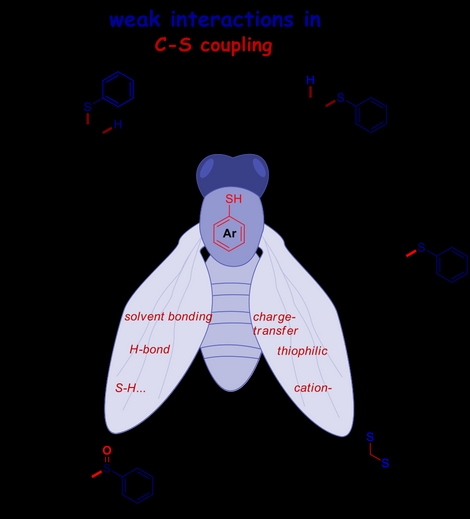 weak interactions in
C-S coupling
S
H
H
S
SH
Ar
S
solvent bonding
charge-
transfer
H-bond
thiophilic
S-H...
cation-
S
S
O
S